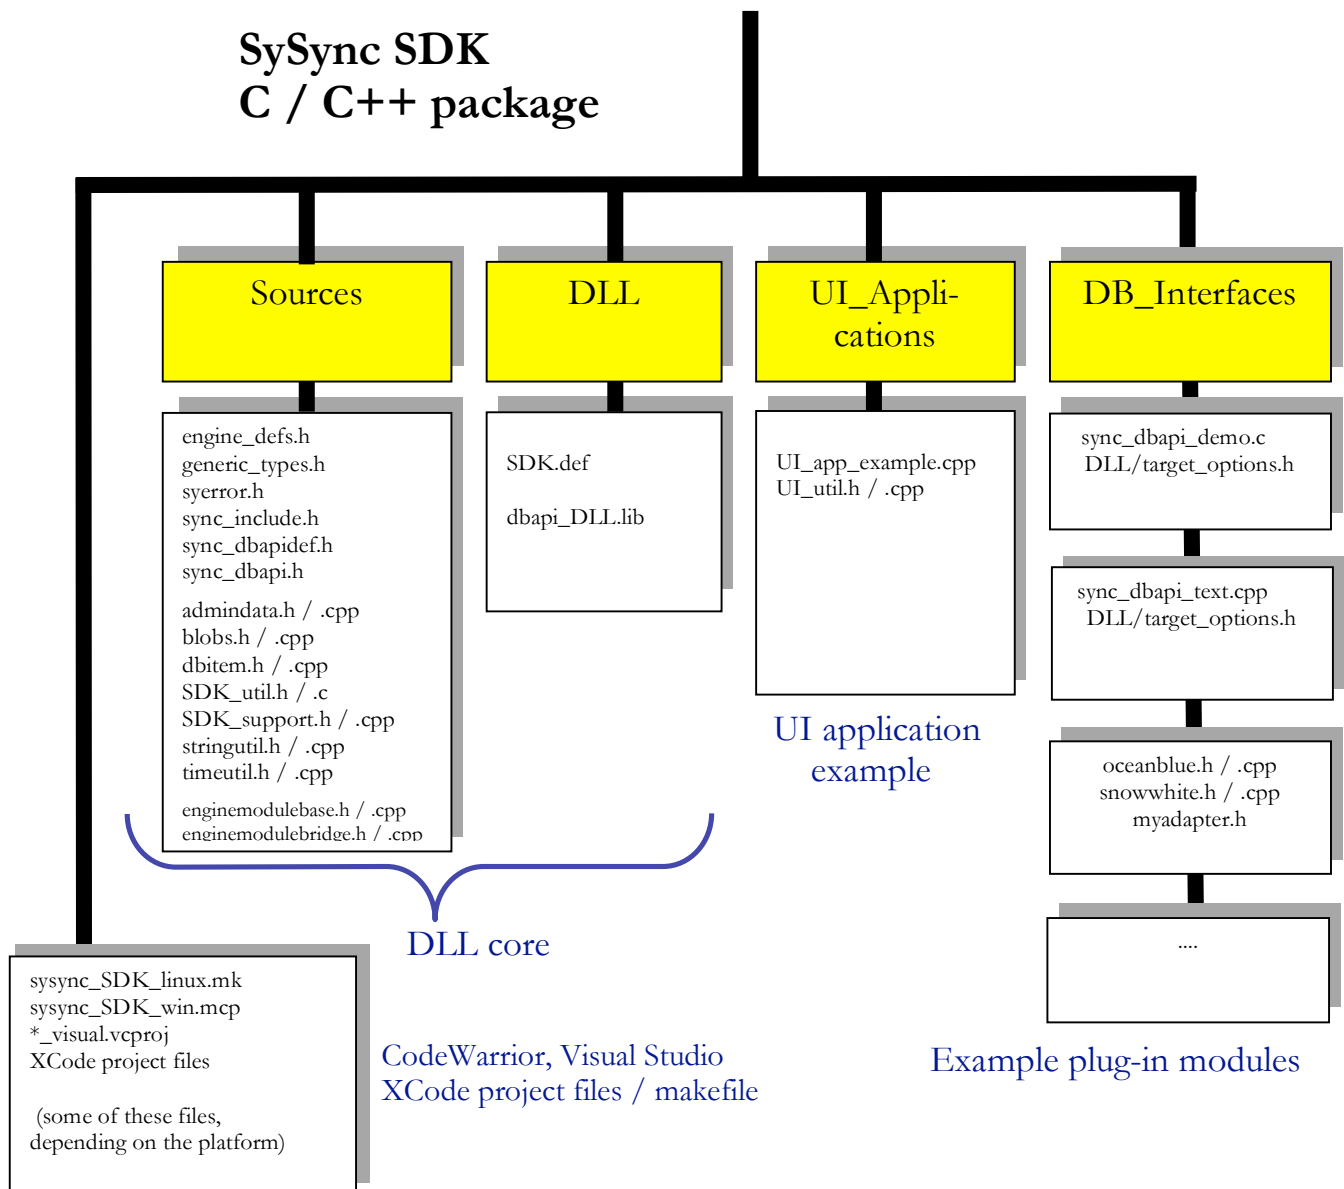 SySync SDK
C / C++ package
Sources
DLL
UI_Appli-
cations
DB_Interfaces
engine_defs.h
generic_types.h
syerror.h
sync_include.h
sync_dbapidef.h
sync_dbapi.h
admindata.h / .cpp
blobs.h / .cpp
dbitem.h / .cpp
SDK_util.h / .c
SDK_support.h / .cpp
stringutil.h / .cpp
timeutil.h / .cpp
enginemodulebase.h / .cpp
enginemodulebridge.h / .cpp
SDK.def
dbapi_DLL.lib
UI_app_example.cpp
UI_util.h / .cpp
UI application
example
sync_dbapi_demo.c
DLL/target_options.h
sync_dbapi_text.cpp
DLL/target_options.h
oceanblue.h / .cpp
snowwhite.h / .cpp
myadapter.h
....
Example plug-in modules
DLL core
sysync_SDK_linux.mk
sysync_SDK_win.mcp
*_visual.vcproj
XCode project files
(some of these files,
depending on the platform)
CodeWarrior, Visual Studio
XCode project files / makefile